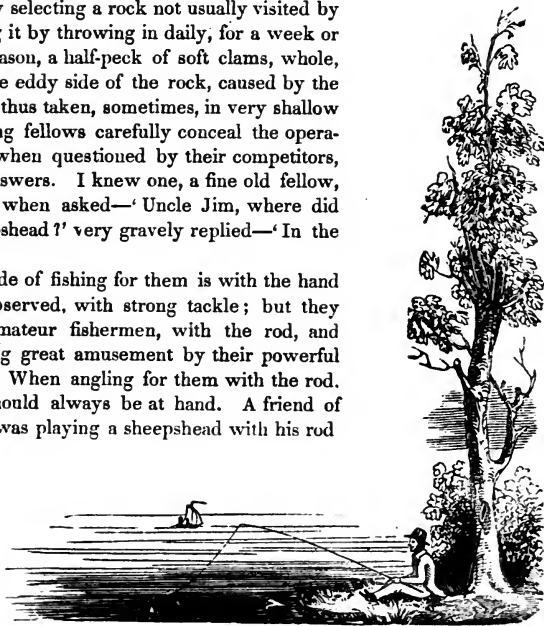 selecting a rock not usually visited by
it by throwing in daily, for a week or
ason, a half-peck of soft clams, whole,
e eddy side of the rock, caused by the
thus taken, sometimes, in very shallow
ng fellows carefully conceal the opera-
when questioned by their competitors,
swers. I knew one, a fine old fellow,
when asked—‘ Uncle Jim, where did
shead ?’ very gravely replied—‘ In the
de of fishing for them is with the hand
served, with strong tackle ; but they
mateur fishermen, with the rod, and
g great amusement by their powerful
When angling for them with the rod.
ould always be at hand. A friend of
was playing a sheepshead with his rod